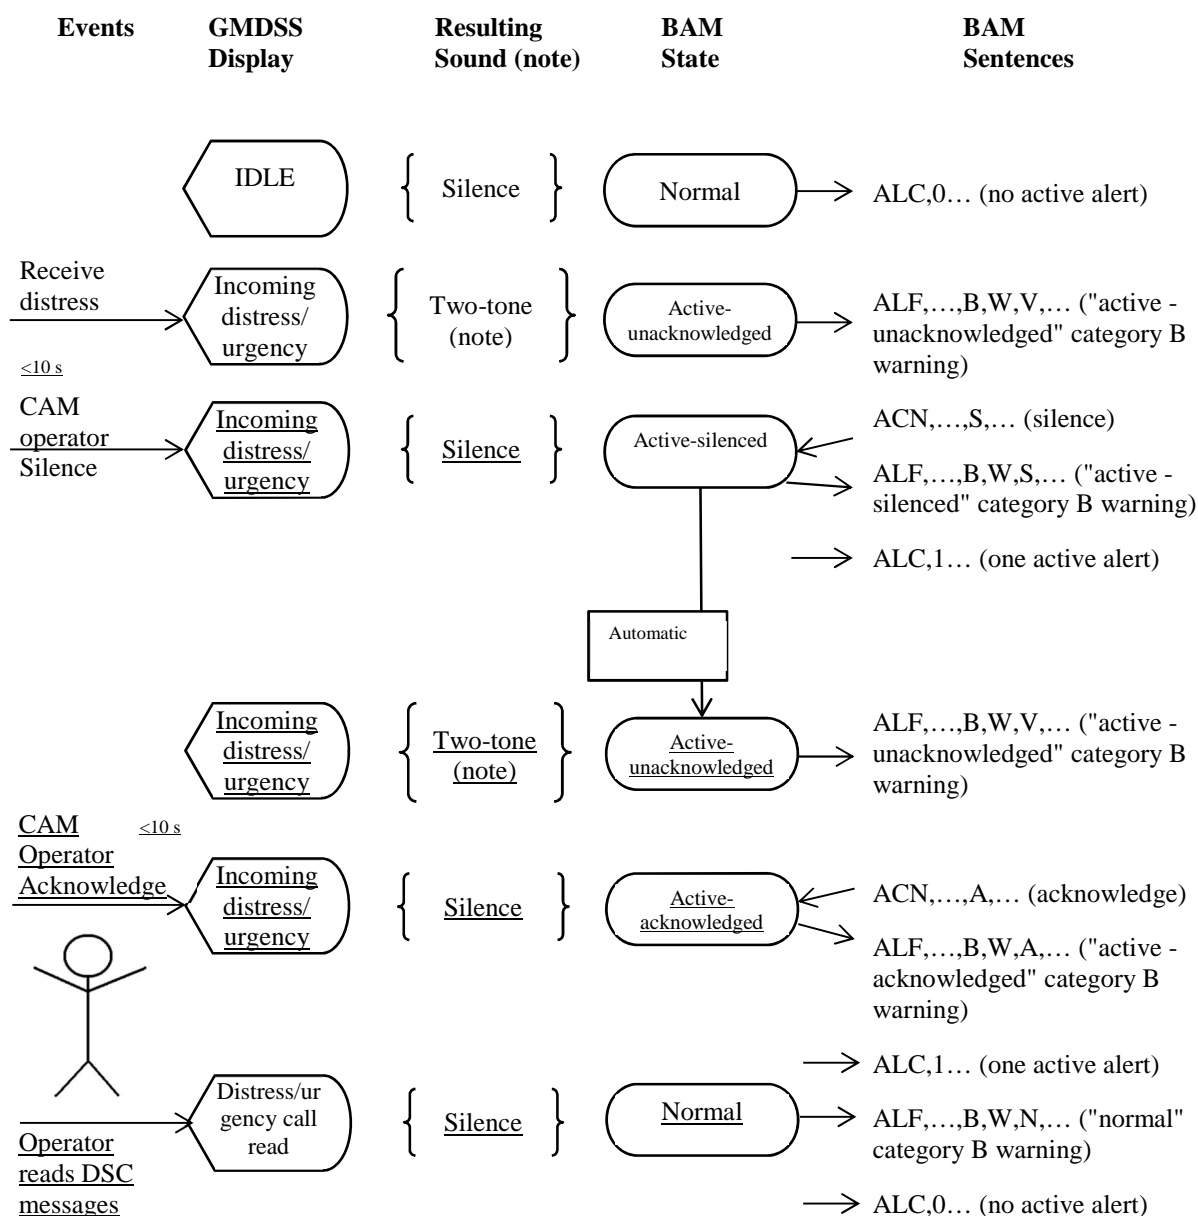 Events
GMDSS
Display
Resulting
Sound (note)
BAM
State
BAM
Sentences
IDLE
Silence
Normal
ALC,0… (no active alert)
Receive
distress
Incoming
distress/
urgency
Two-tone
(note)
Active-
unacknowledged
ALF,…,B,W,V,… ("active -
unacknowledged" category B
warning)
<10 s
CAM
operator
Silence
Incoming
distress/
urgency
Silence
Active-silenced
ACN,…,S,… (silence)
ALF,…,B,W,S,… ("active -
silenced" category B warning)
ALC,1… (one active alert)
Automatic
Incoming
distress/
urgency
Two-tone
(note)
Active-
unacknowledged
ALF,…,B,W,V,… ("active -
unacknowledged" category B
warning)
CAM <10 s
Operator
Acknowledge
Incoming
distress/
urgency
Silence
Active-
acknowledged
ACN,…,A,… (acknowledge)
ALF,…,B,W,A,… ("active -
acknowledged" category B
warning)
ALC,1… (one active alert)
Operator
reads DSC
messages
Distress/ur
gency call
read
Silence
Normal
ALF,…,B,W,N,… ("normal"
category B warning)
ALC,0… (no active alert)